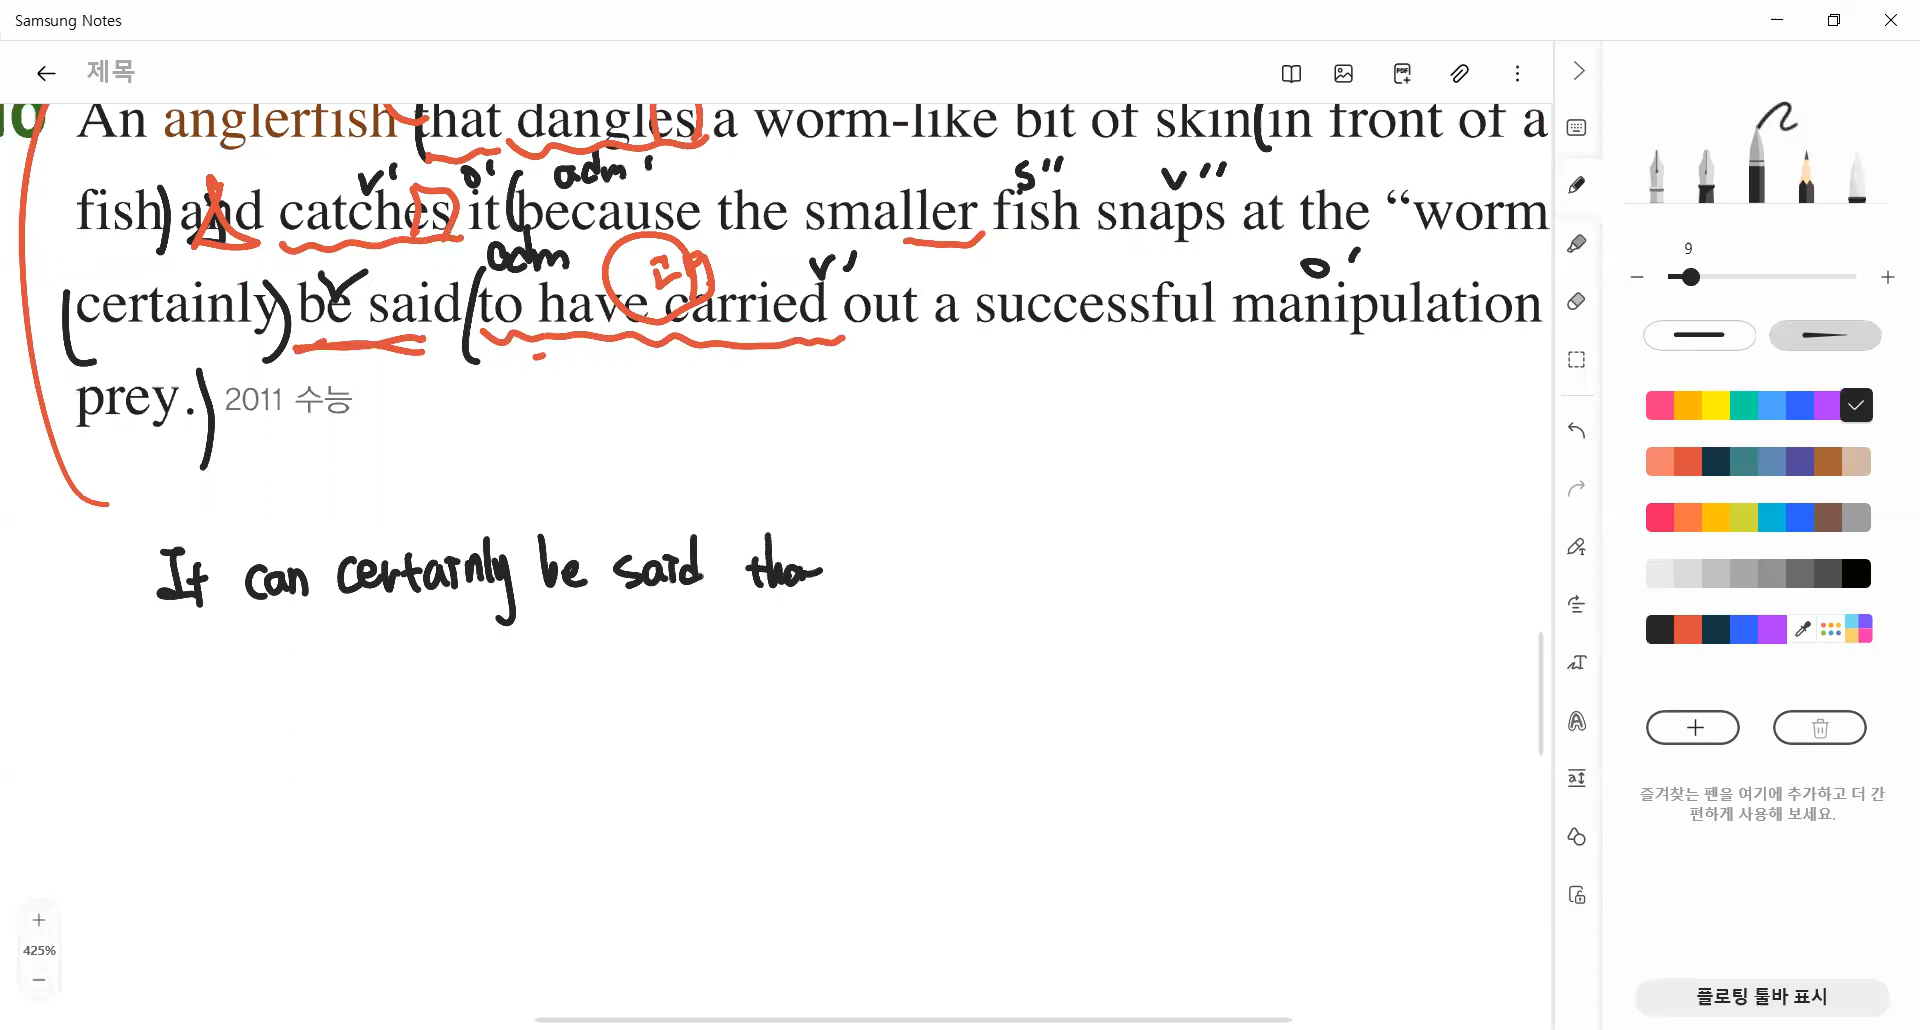 Samsung Notes
제목
10 An anglerfish that dangles a worm-like bit of skin in front of a
v' o' adm' s'' v''
fish and catches it because the smaller fish snaps at the “worm
adm v' o'
certainly be said to have carried out a successful manipulation
prey. 2011 수능
It can certainly be said tha
9
425%
즐겨찾는 펜을 여기에 추가하고 더 간
편하게 사용해 보세요.
플로팅 툴바 표시